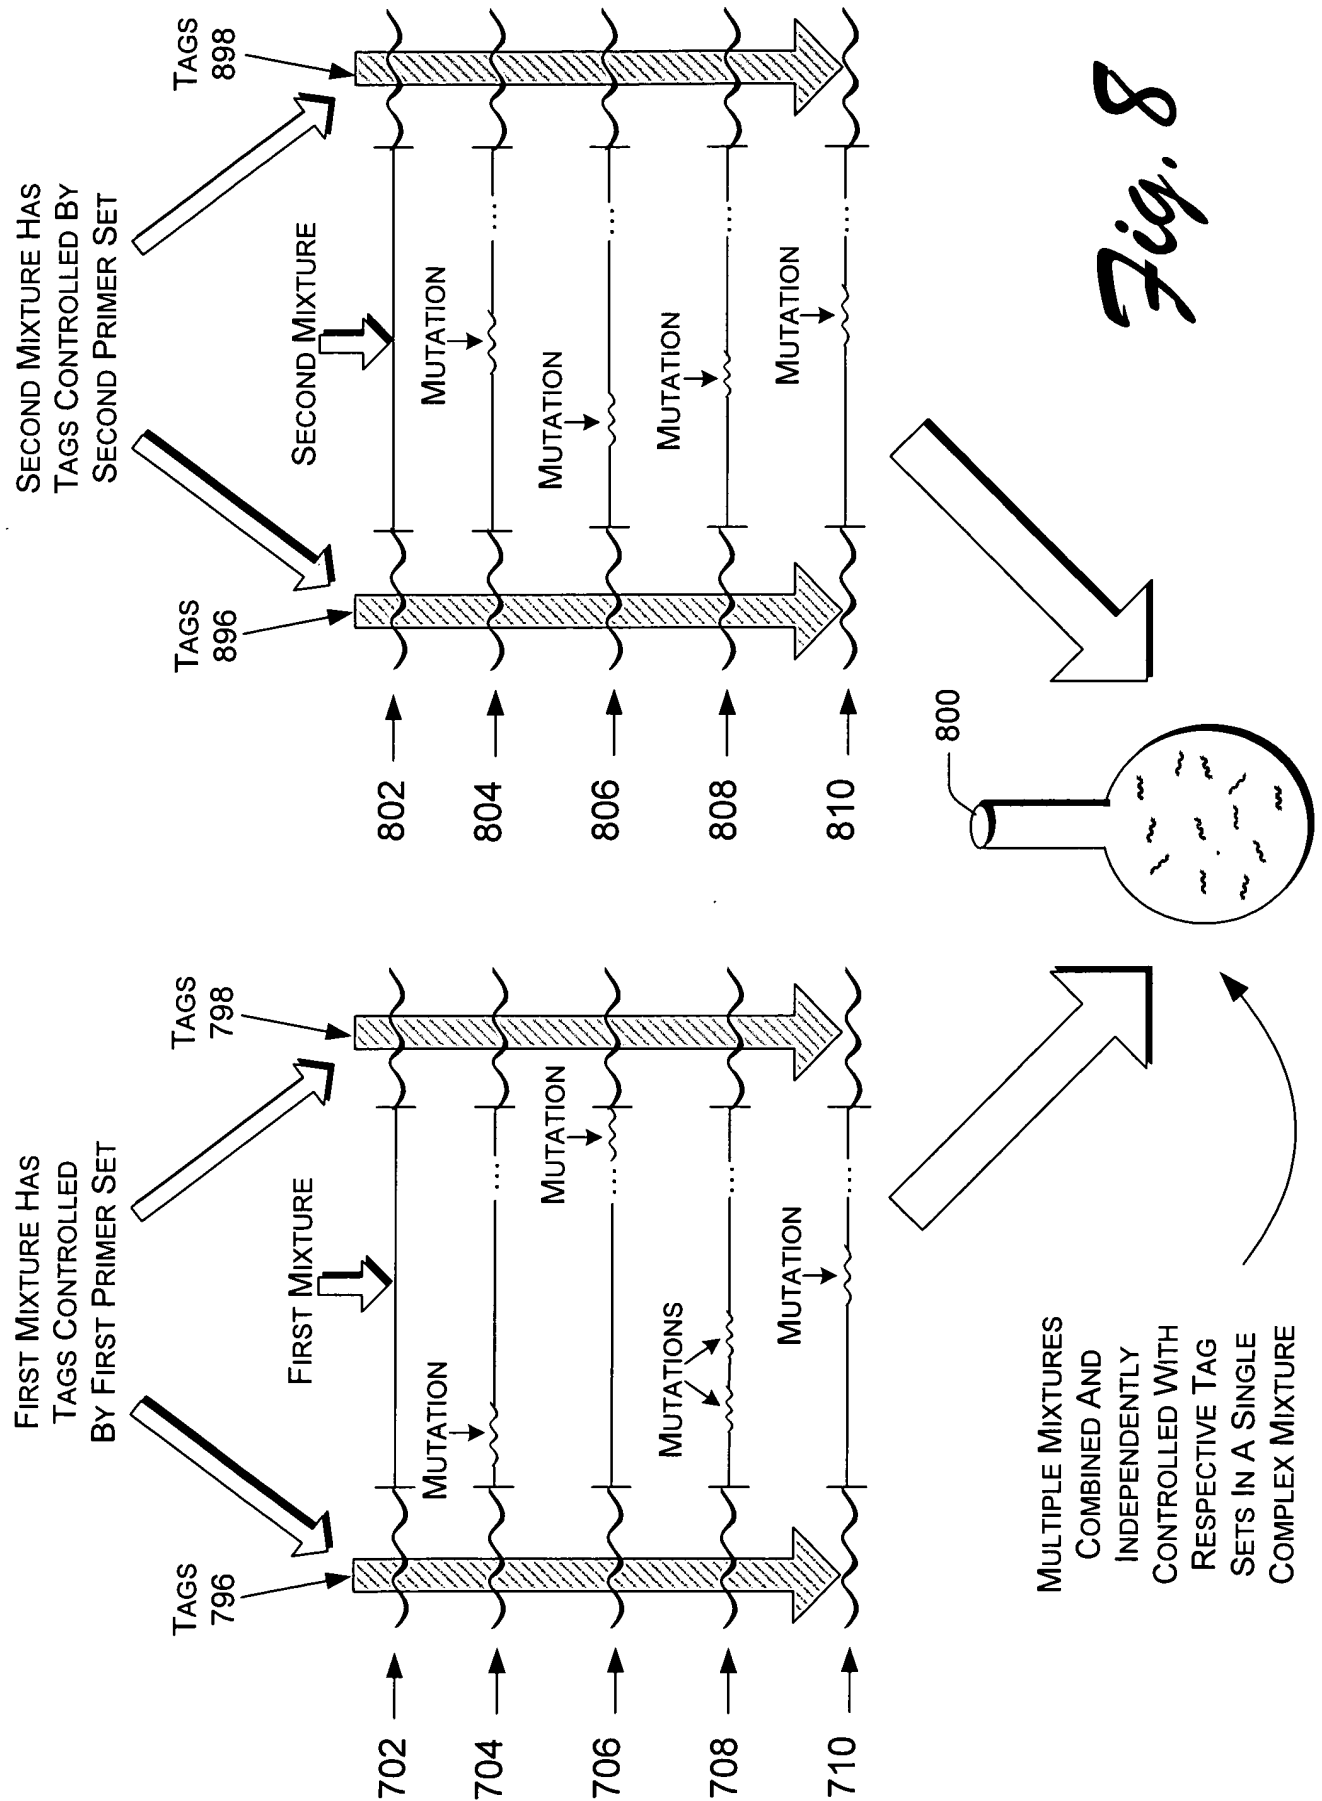 FIRST MIXTURE HAS
TAGS CONTROLLED
BY FIRST PRIMER SET
TAGS
796
TAGS
798
FIRST MIXTURE
702
704
MUTATION
706
MUTATION
708
MUTATIONS
710
MUTATION
SECOND MIXTURE HAS
TAGS CONTROLLED BY
SECOND PRIMER SET
TAGS
896
TAGS
898
SECOND MIXTURE
802
804
MUTATION
806
MUTATION
808
MUTATION
810
MUTATION
800
MULTIPLE MIXTURES
COMBINED AND
INDEPENDENTLY
CONTROLLED WITH
RESPECTIVE TAG
SETS IN A SINGLE
COMPLEX MIXTURE
Fig. 8